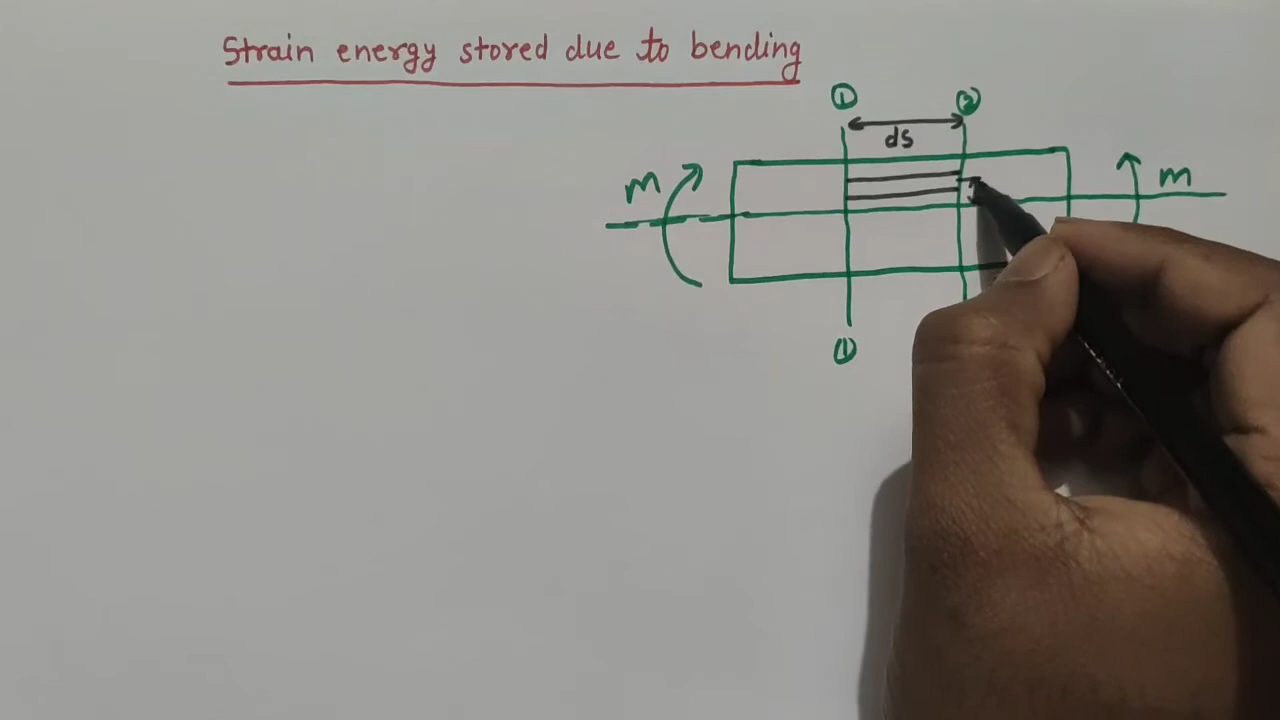 Strain energy stored due to bending
① ②
ds
m m
①